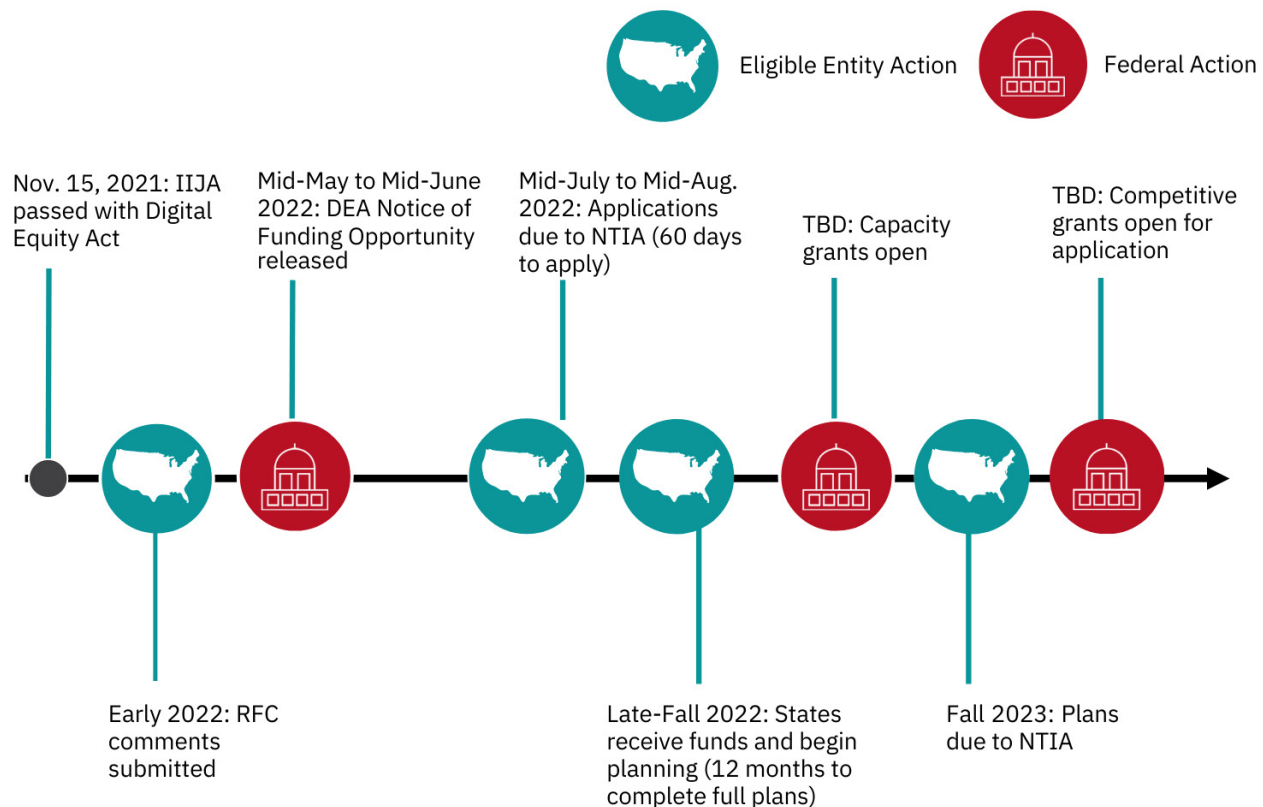 Eligible Entity Action
Federal Action
Nov. 15, 2021: IIJA
passed with Digital
Equity Act
Mid-May to Mid-June
2022: DEA Notice of
Funding Opportunity
released
Mid-July to Mid-Aug.
2022: Applications
due to NTIA (60 days
to apply)
TBD: Capacity
grants open
TBD: Competitive
grants open for
application
Early 2022: RFC
comments
submitted
Late-Fall 2022: States
receive funds and begin
planning (12 months to
complete full plans)
Fall 2023: Plans
due to NTIA